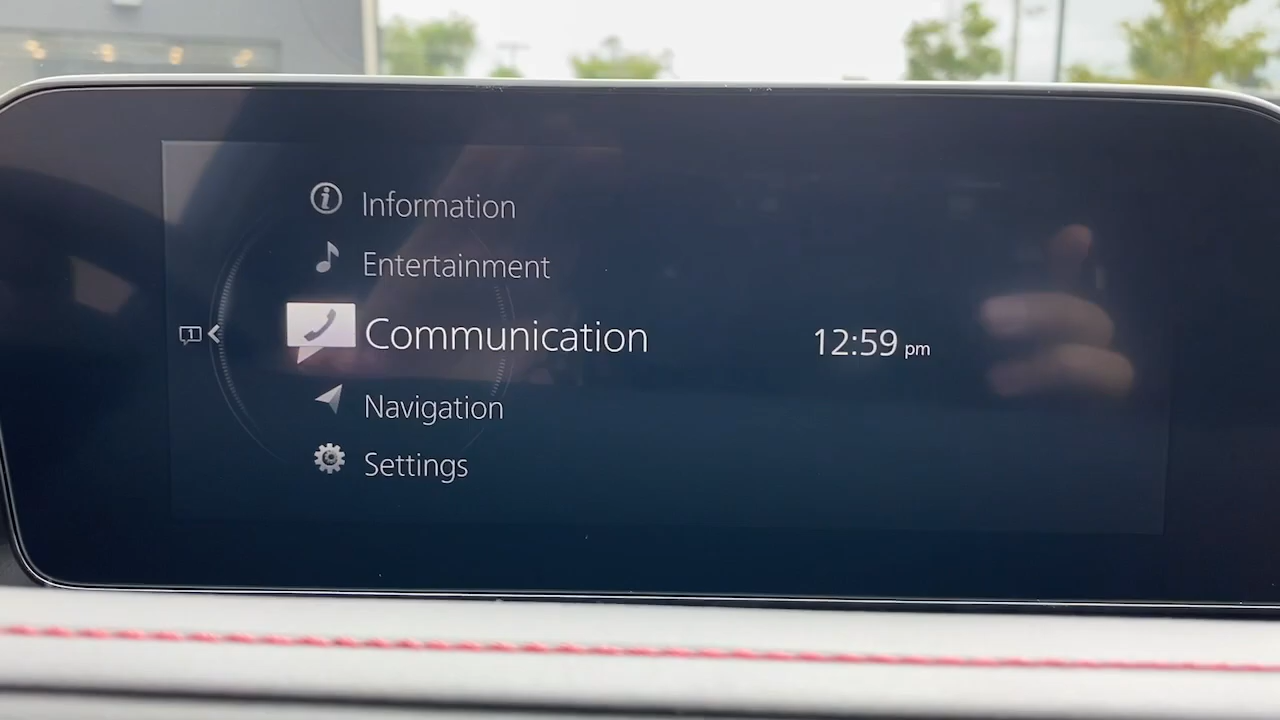 Information
Entertainment
1
Communication
12:59 pm
Navigation
Settings